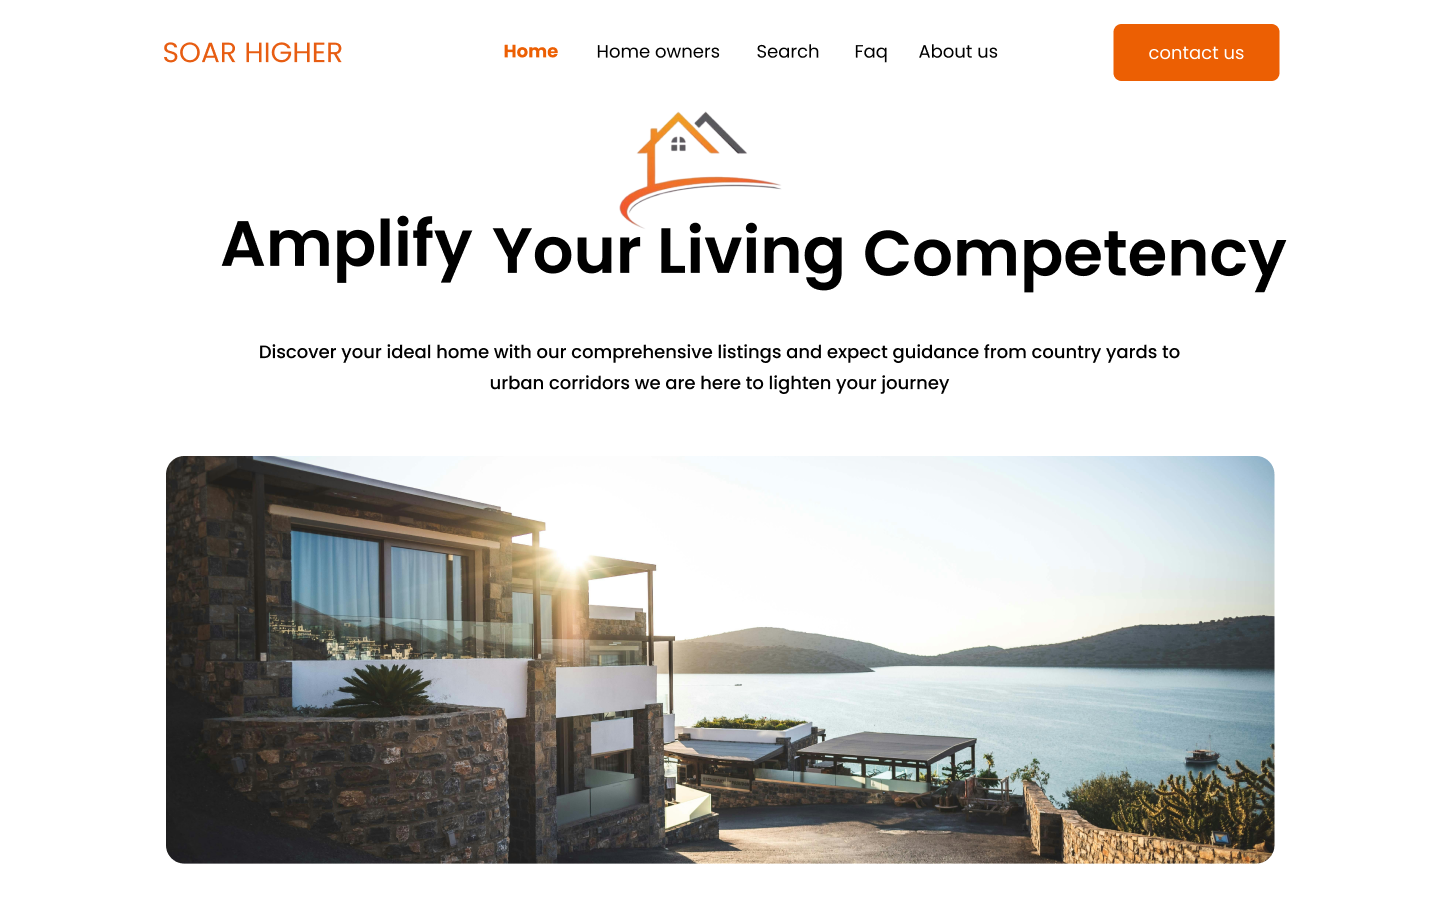 SOAR HIGHER
Home Home owners Search Faq About us
contact us
Amplify Your Living Competency
Discover your ideal home with our comprehensive listings and expect guidance from country yards to
urban corridors we are here to lighten your journey